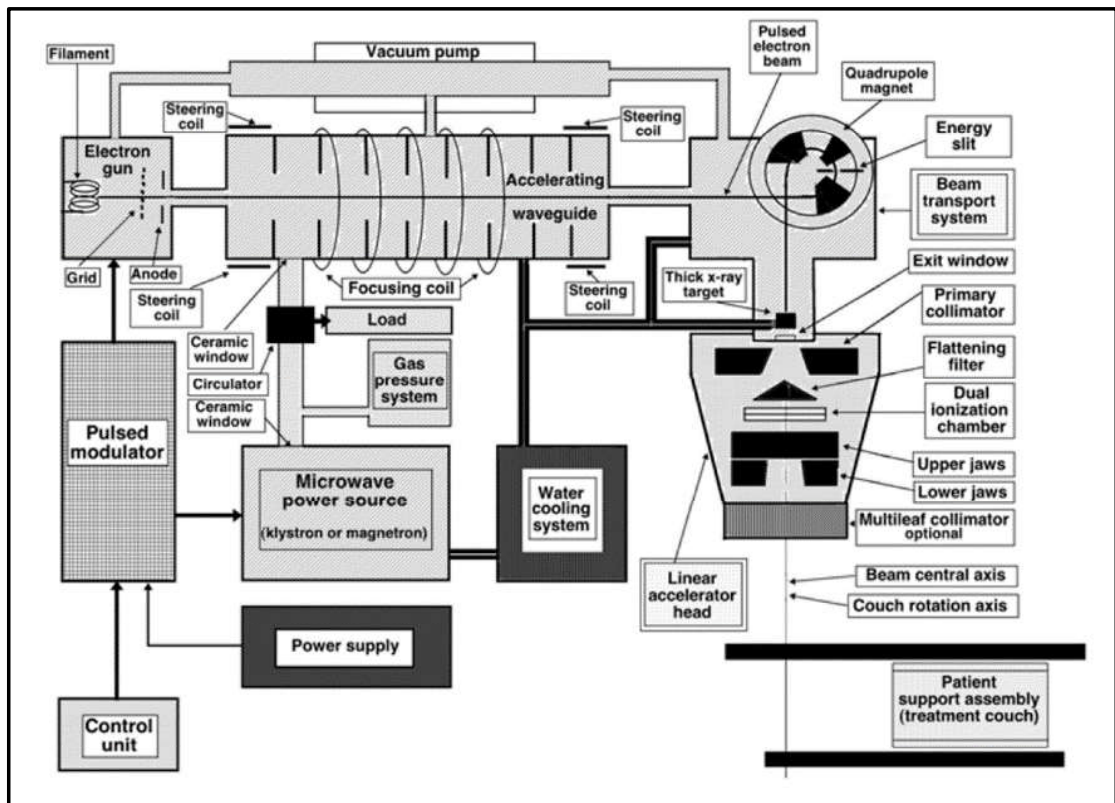 Filament
Vacuum pump
Pulsed
electron
beam
Quadrupole
magnet
Steering
coil
Steering
coil
Energy
slit
Electron
gun
Accelerating
waveguide
Beam
transport
system
Grid
Anode
Steering
coil
Focusing coil
Steering
coil
Thick x-ray
target
Exit window
Primary
collimator
Ceramic
window
Load
Circulator
Gas
pressure
system
Flattening
filter
Ceramic
window
Dual
ionization
chamber
Pulsed
modulator
Microwave
power source
(klystron or magnetron)
Water
cooling
system
Upper jaws
Lower jaws
Multileaf collimator
optional
Linear
accelerator
head
Beam central axis
Couch rotation axis
Power supply
Patient
support assembly
(treatment couch)
Control
unit